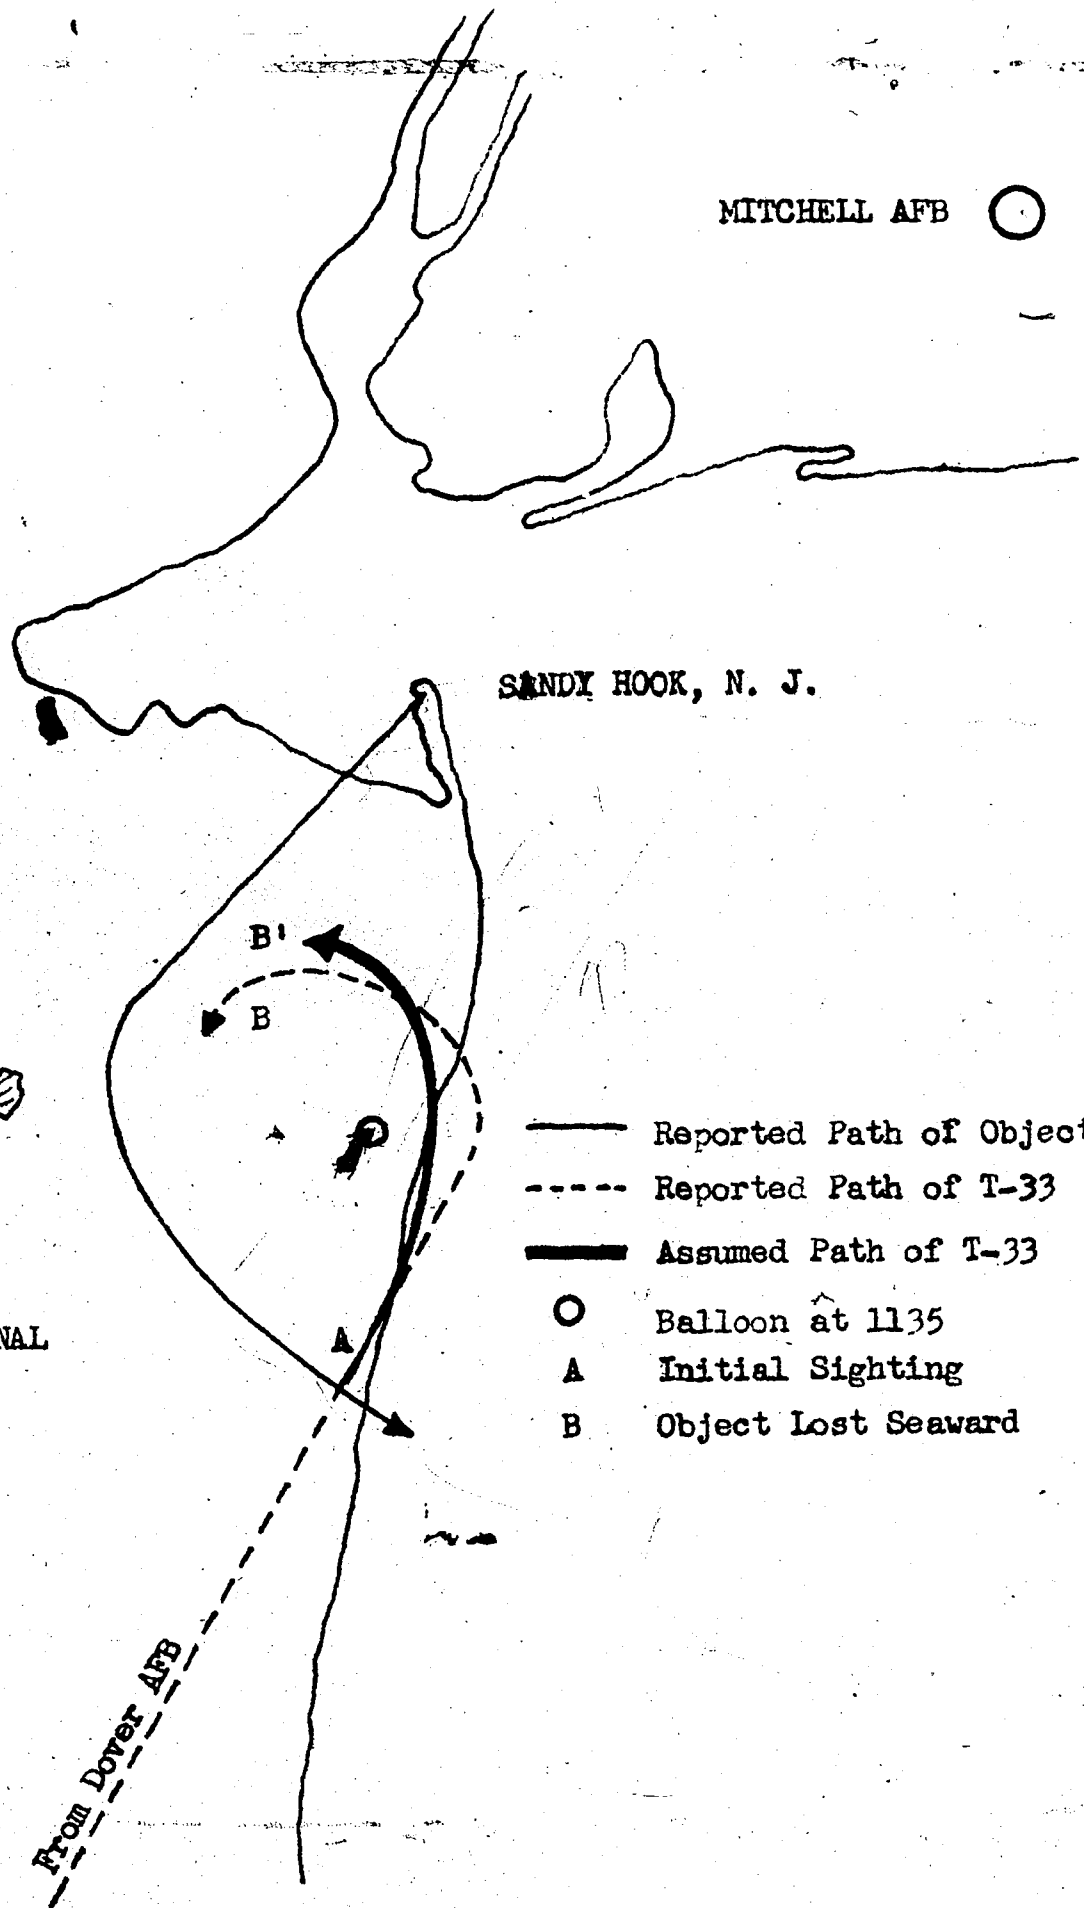 MITCHELL AFB
SANDY HOOK, N. J.
B'
B
Reported Path of Object
Reported Path of T-33
Assumed Path of T-33
Balloon at 1135
NAL
A
A Initial Sighting
B Object Lost Seaward
From Dover AFB